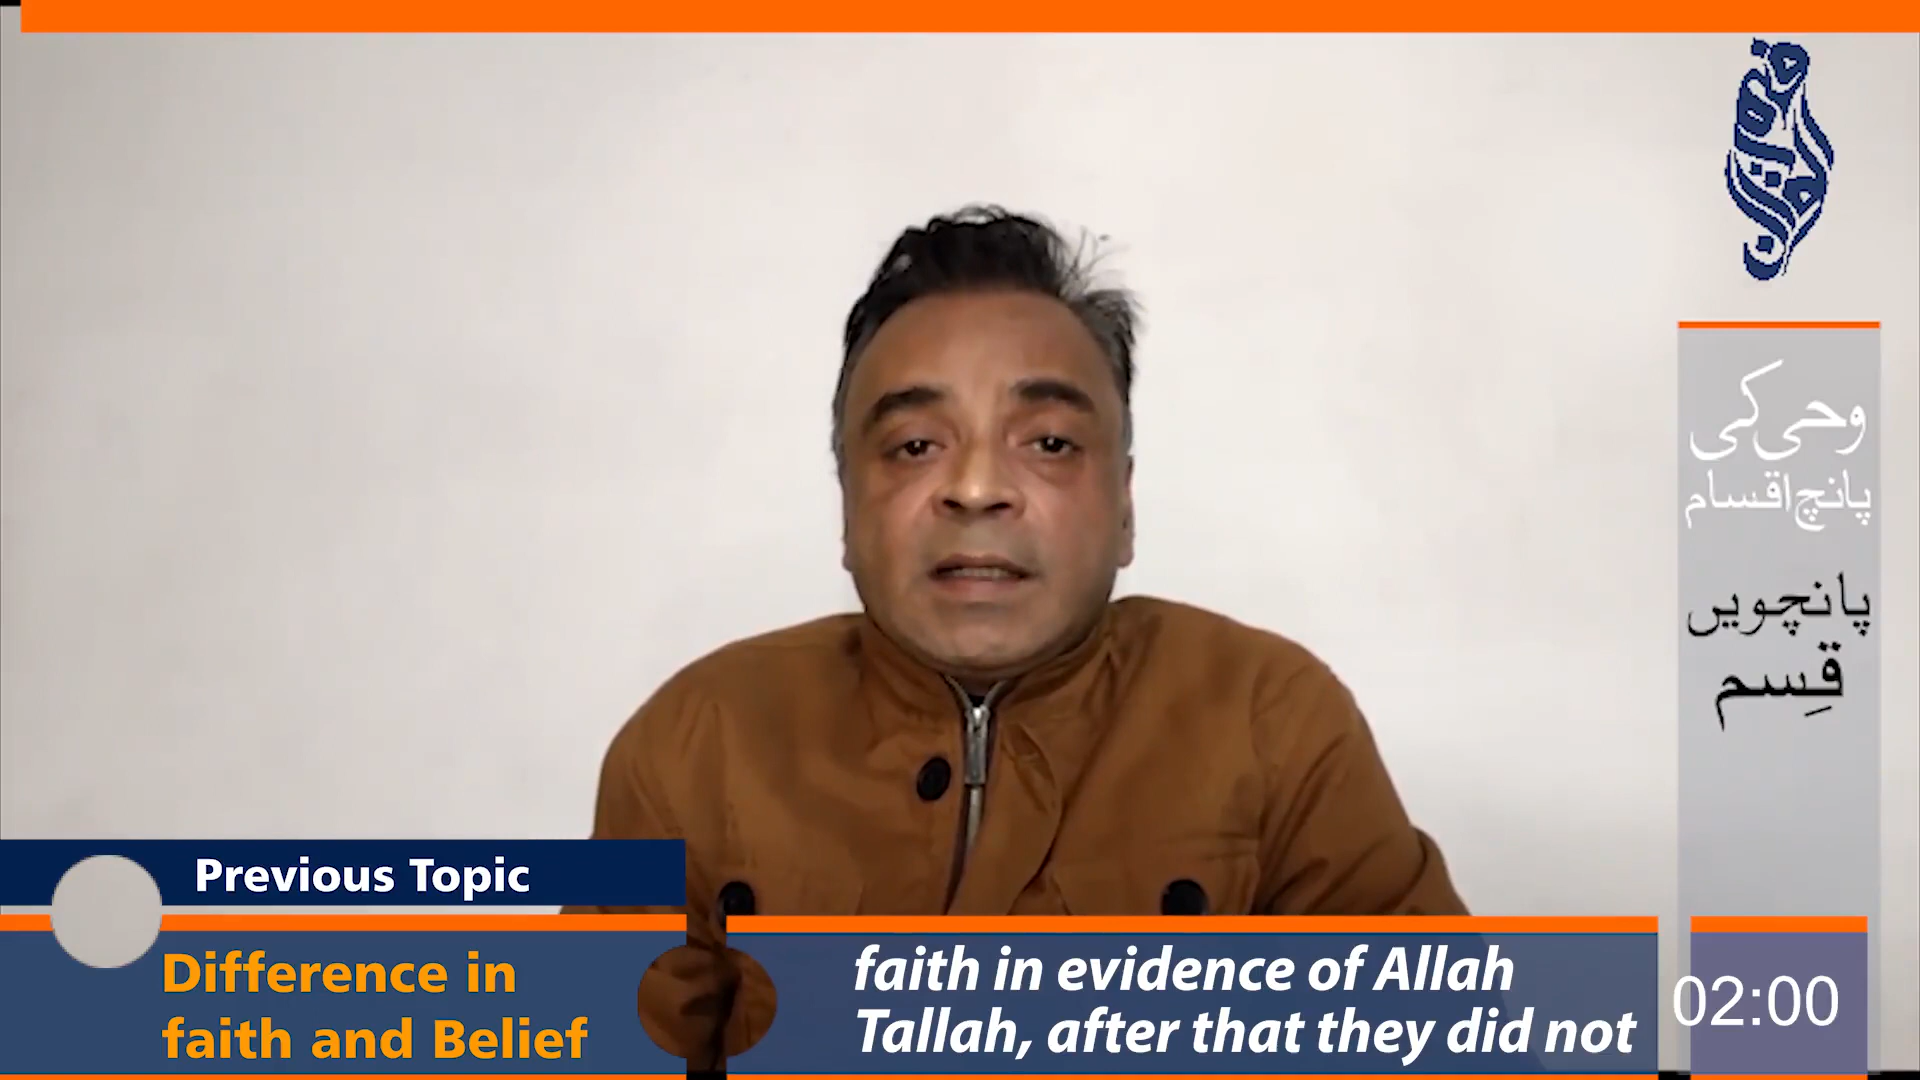 وحی کی
پانچ اقسام
پانچویں
قِسم
Previous Topic
Difference in
faith and Belief
faith in evidence of Allah
Tallah, after that they did not
02:00